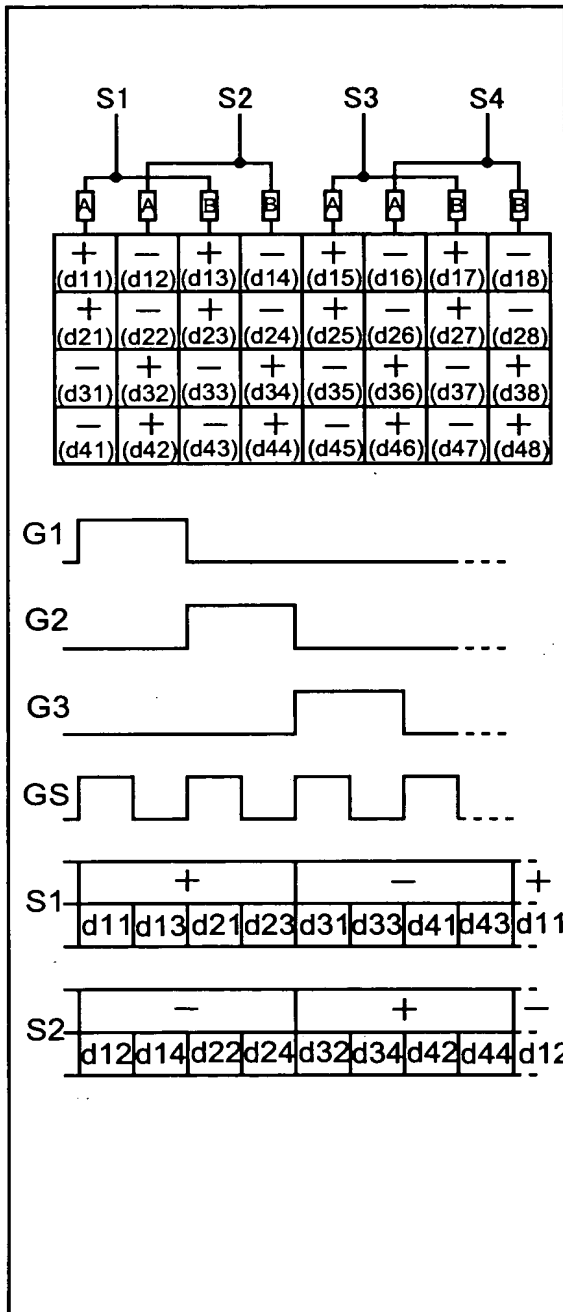 S1 S2 S3 S4
A A B B A A B B
+ − + − + − + −
(d11) (d12) (d13) (d14) (d15) (d16) (d17) (d18)
+ − + − + − + −
(d21) (d22) (d23) (d24) (d25) (d26) (d27) (d28)
− + − + − + − +
(d31) (d32) (d33) (d34) (d35) (d36) (d37) (d38)
− + − + − + − +
(d41) (d42) (d43) (d44) (d45) (d46) (d47) (d48)
G1
G2
G3
GS
+ − +
S1
d11 d13 d21 d23 d31 d33 d41 d43 d11
− + −
S2
d12 d14 d22 d24 d32 d34 d42 d44 d12